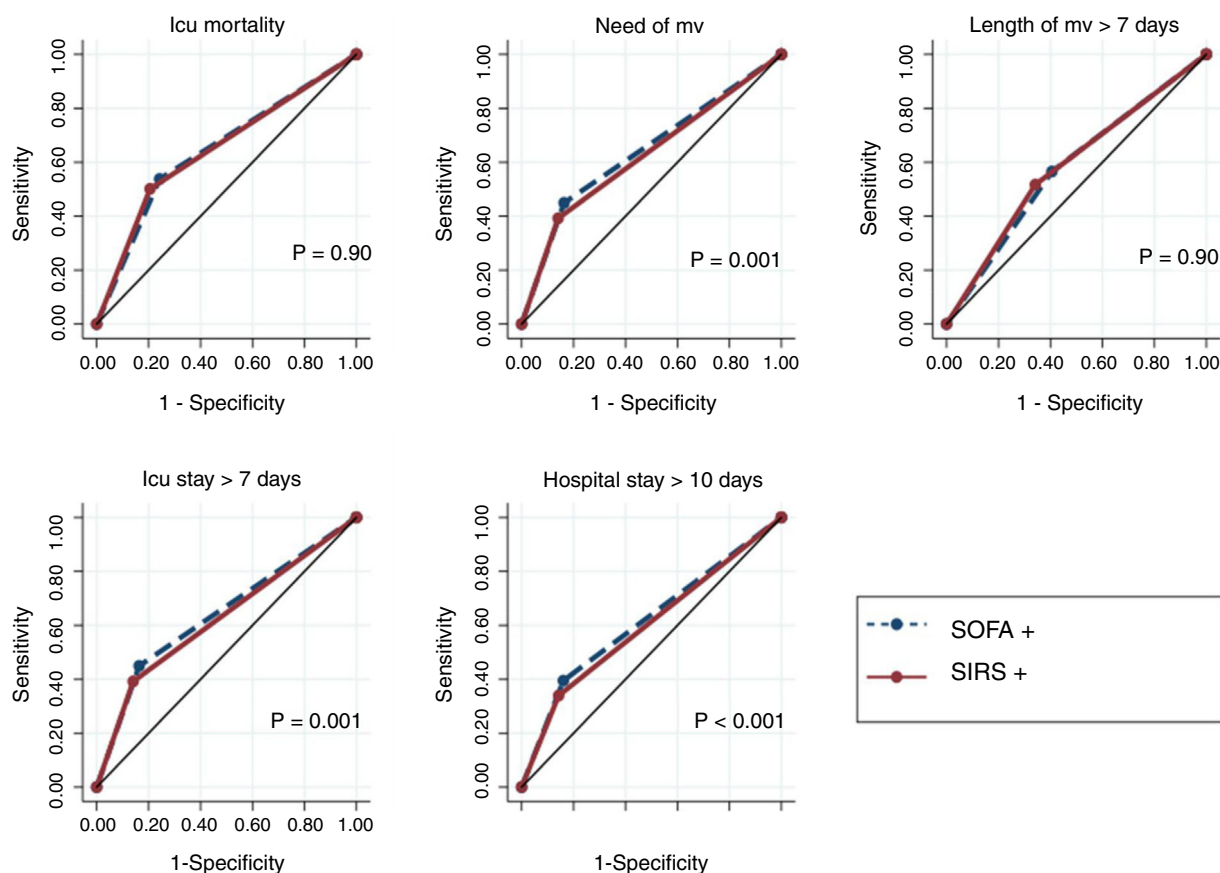 Icu mortality
Sensitivity
0.00 0.20 0.40 0.60 0.80 1.00
P = 0.90
0.00 0.20 0.40 0.60 0.80 1.00
1 - Specificity
Need of mv
Sensitivity
0.00 0.20 0.40 0.60 0.80 1.00
P = 0.001
0.00 0.20 0.40 0.60 0.80 1.00
1 - Specificity
Length of mv > 7 days
Sensitivity
0.00 0.20 0.40 0.60 0.80 1.00
P = 0.90
0.00 0.20 0.40 0.60 0.80 1.00
1 - Specificity
Icu stay > 7 days
Sensitivity
0.00 0.20 0.40 0.60 0.80 1.00
P = 0.001
0.00 0.20 0.40 0.60 0.80 1.00
1-Specificity
Hospital stay > 10 days
Sensitivity
0.00 0.20 0.40 0.60 0.80 1.00
P < 0.001
1-Specificity
SOFA +
SIRS +